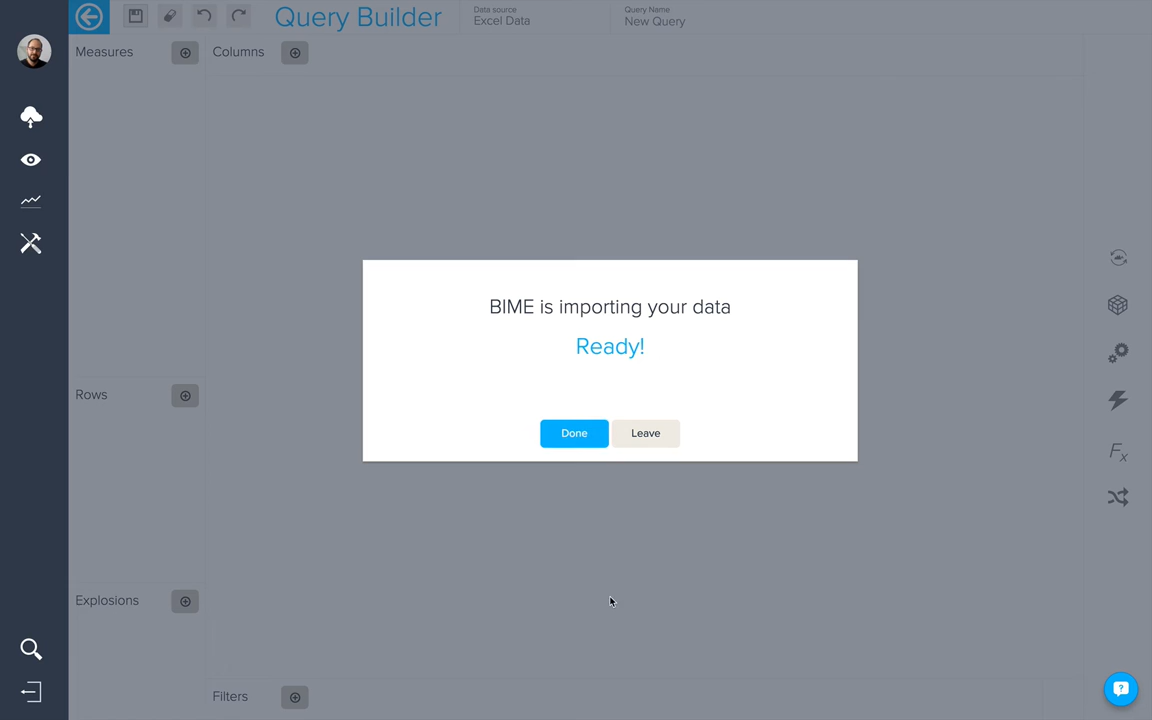 Query Builder
Data source
Excel Data
Query Name
New Query
Measures
Columns
BIME is importing your data
Ready!
Done
Leave
Rows
Fx
Explosions
Filters